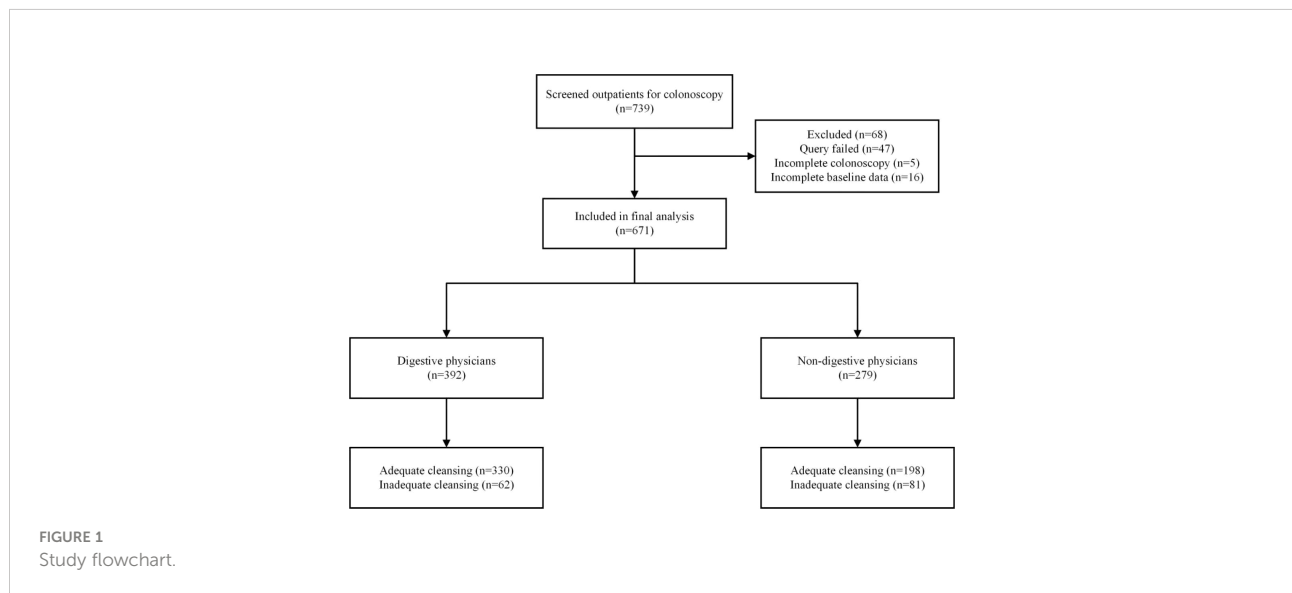 Screened outpatients for colonoscopy
(n=739)
Excluded (n=68)
Query failed (n=47)
Incomplete colonoscopy (n=5)
Incomplete baseline data (n=16)
Included in final analysis
(n=671)
Digestive physicians
(n=392)
Non-digestive physicians
(n=279)
Adequate cleansing (n=330)
Inadequate cleansing (n=62)
Adequate cleansing (n=198)
Inadequate cleansing (n=81)
FIGURE 1
Study flowchart.